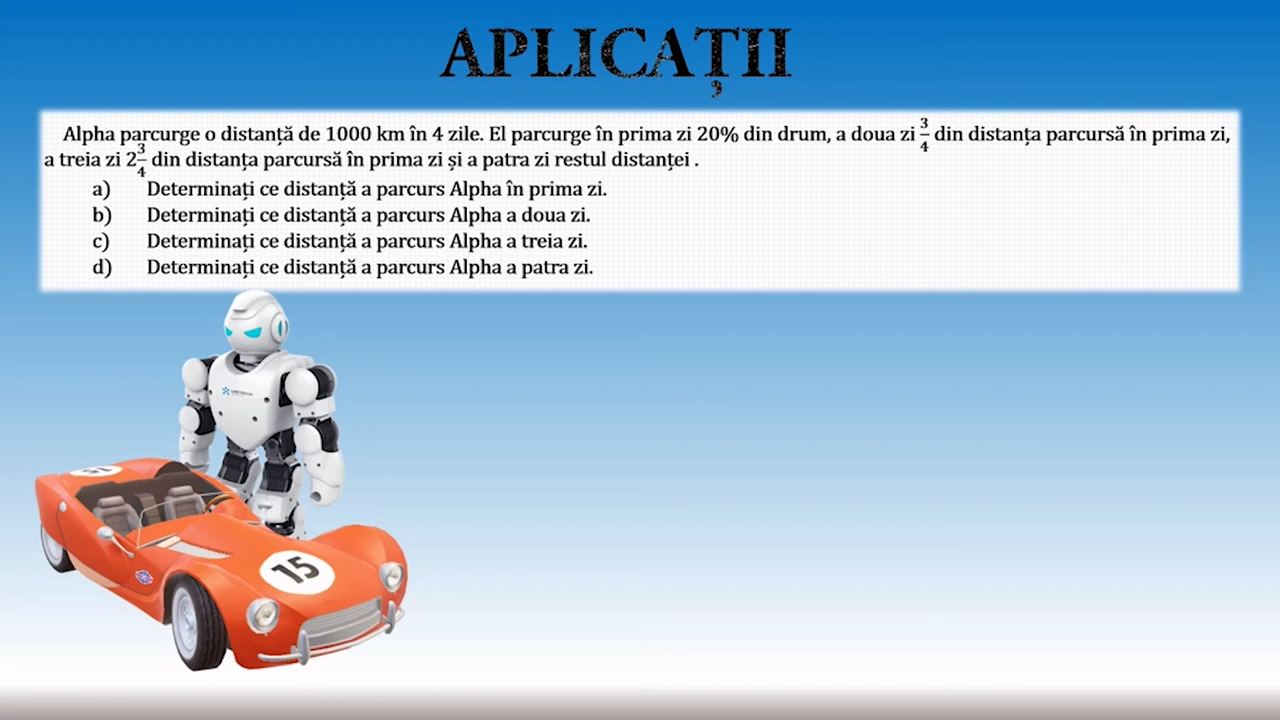 APLICAȚII
Alpha parcurge o distanță de 1000 km în 4 zile. El parcurge în prima zi 20% din drum, a doua zi 3/4 din distanța parcursă în prima zi,
a treia zi 2 3/4 din distanța parcursă în prima zi și a patra zi restul distanței .
a) Determinați ce distanță a parcurs Alpha în prima zi.
b) Determinați ce distanță a parcurs Alpha a doua zi.
c) Determinați ce distanță a parcurs Alpha a treia zi.
d) Determinați ce distanță a parcurs Alpha a patra zi.
15